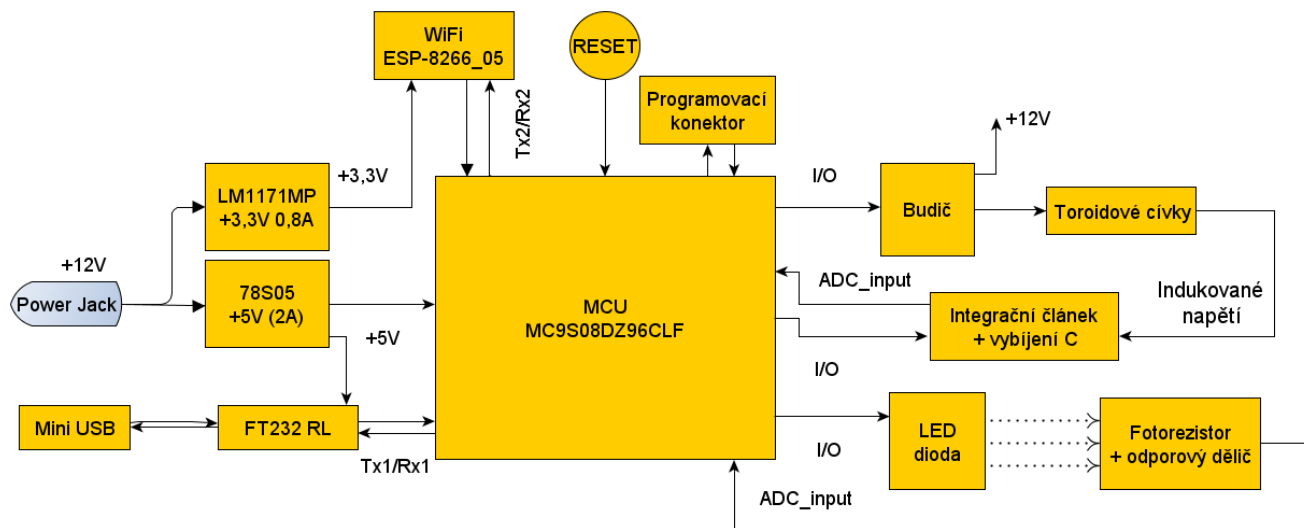 WiFi
ESP-8266_05
RESET
Programovací
konektor
Tx2/Rx2
+12V
+3,3V
I/O
LM1171MP
+3,3V 0,8A
Budič
Toroidové cívky
+12V
ADC_input
Power Jack
78S05
+5V (2A)
MCU
MC9S08DZ96CLF
Indukované
napětí
Integrační článek
+ vybíjení C
+5V
I/O
Mini USB
FT232 RL
LED
dioda
Fotorezistor
+ odporový dělič
I/O
Tx1/Rx1
ADC_input